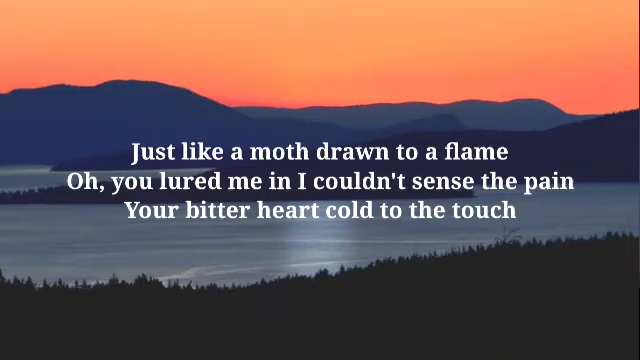 Just like a moth drawn to a flame
Oh, you lured me in I couldn't sense the pain
Your bitter heart cold to the touch